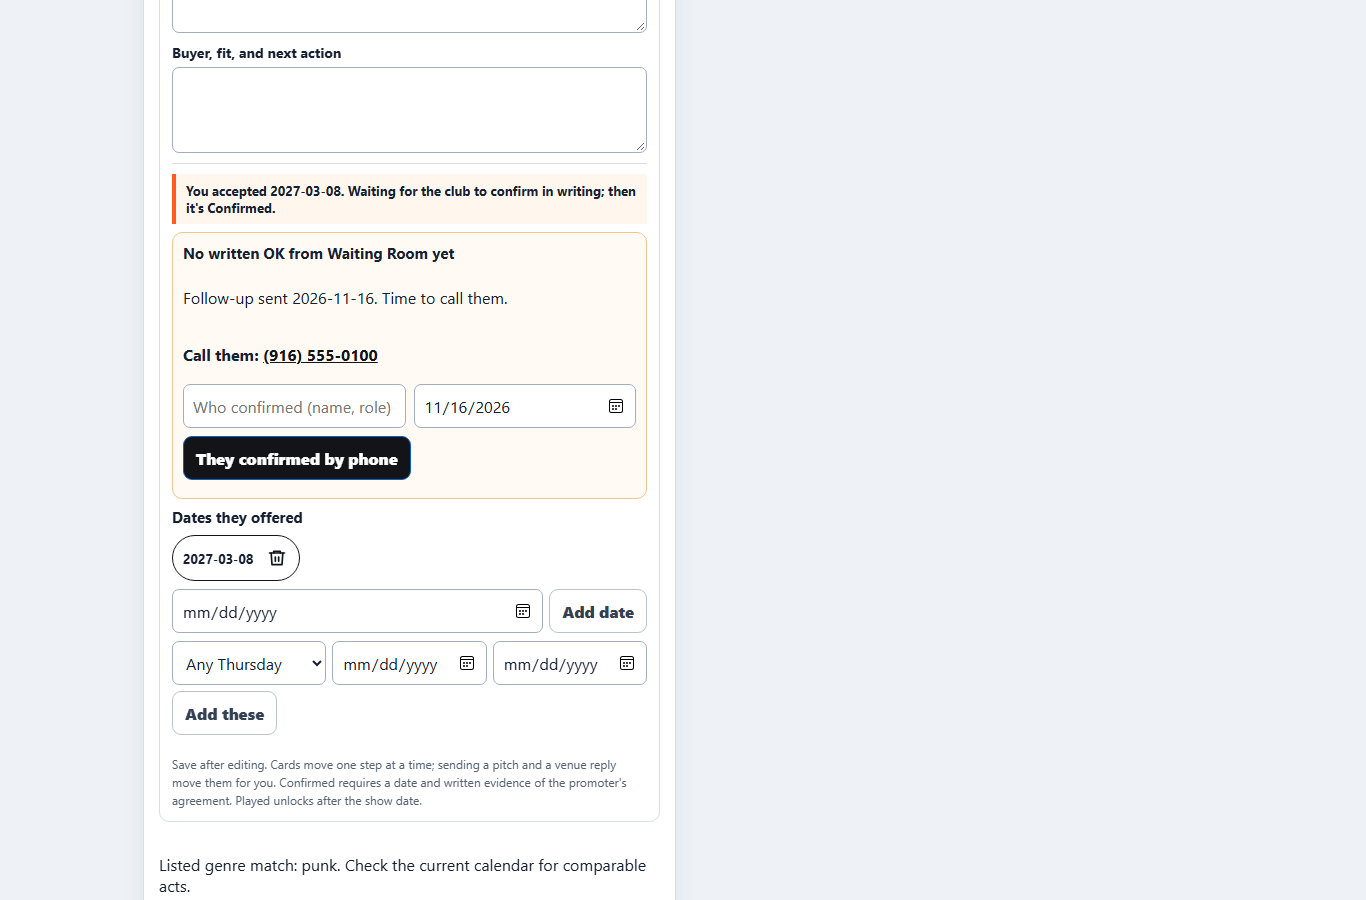 Buyer, fit, and next action
You accepted 2027-03-08. Waiting for the club to confirm in writing; then
it's Confirmed.
No written OK from Waiting Room yet
Follow-up sent 2026-11-16. Time to call them.
Call them: (916) 555-0100
Who confirmed (name, role)
11/16/2026
They confirmed by phone
Dates they offered
2027-03-08
mm/dd/yyyy
Add date
Any Thursday
mm/dd/yyyy
mm/dd/yyyy
Add these
Save after editing. Cards move one step at a time; sending a pitch and a venue reply
move them for you. Confirmed requires a date and written evidence of the promoter's
agreement. Played unlocks after the show date.
Listed genre match: punk. Check the current calendar for comparable
acts.